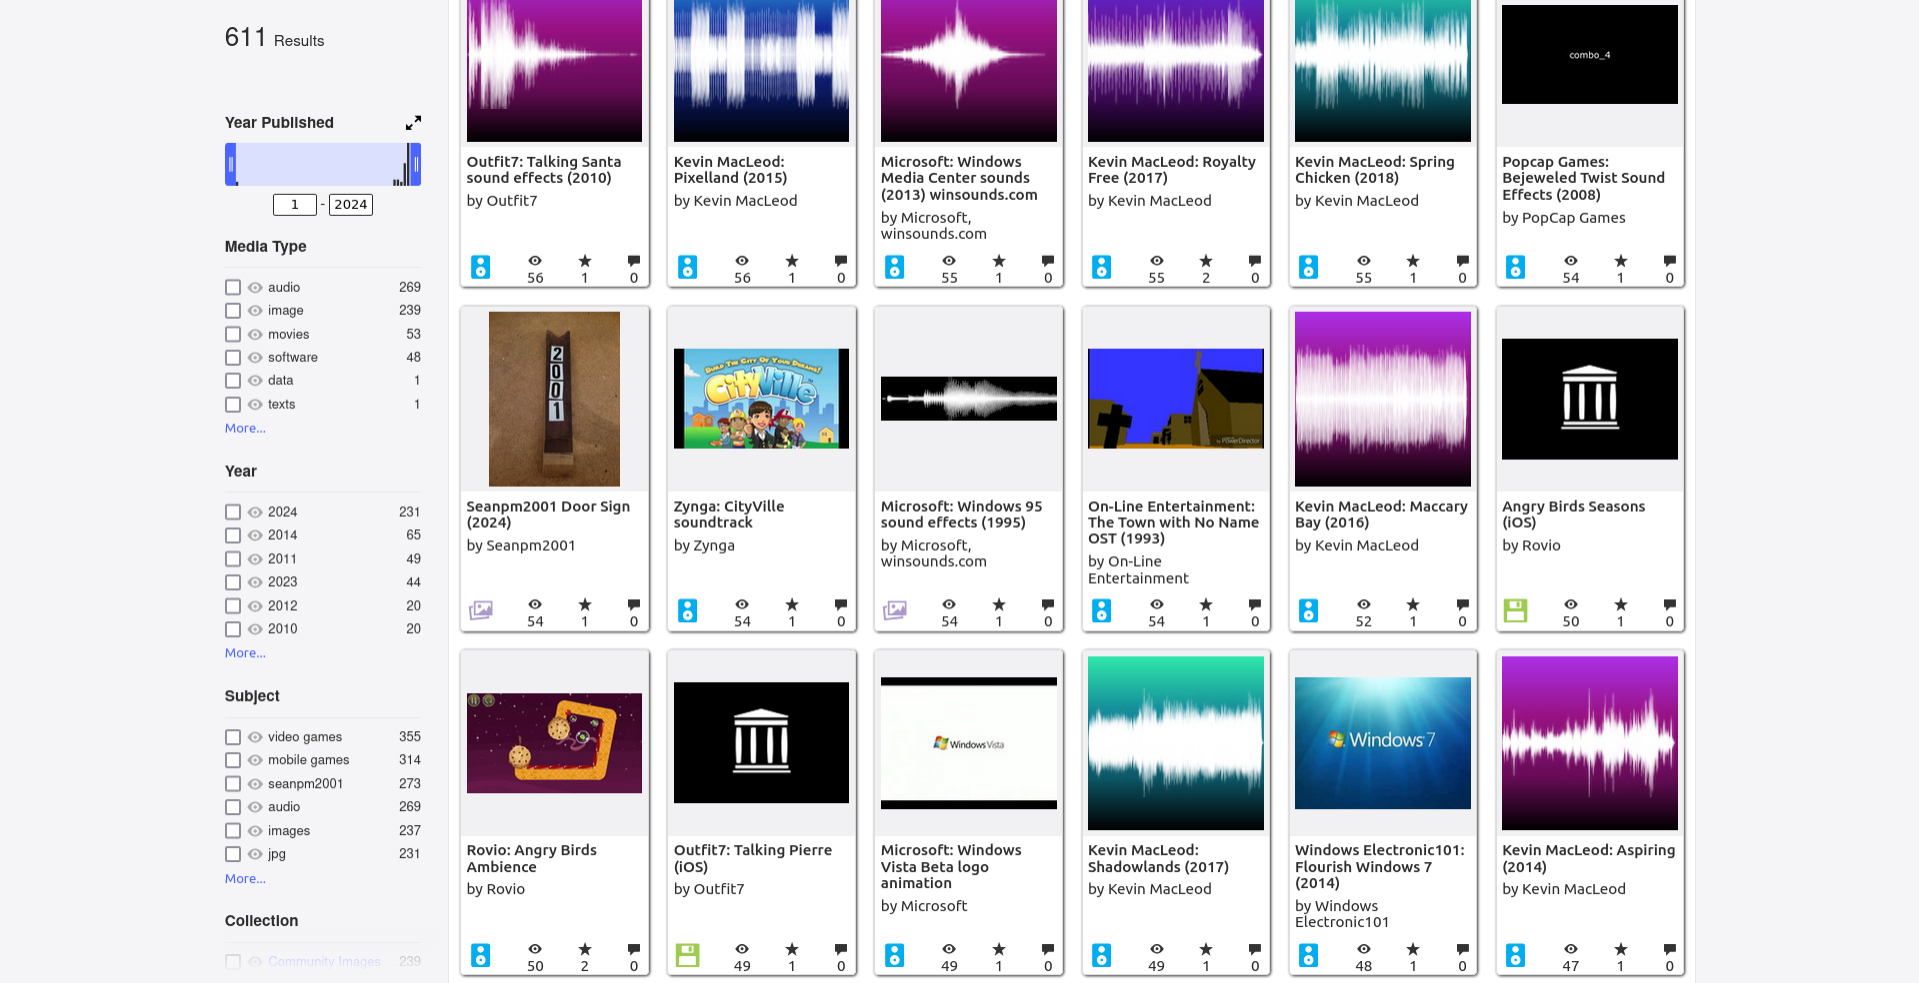 611 Results
Year Published
1 - 2024
Media Type
audio 269
image 239
movies 53
software 48
data 1
texts 1
More...
Year
2024 231
2014 65
2011 49
2023 44
2012 20
2010 20
More...
Subject
video games 355
mobile games 314
seanpm2001 273
audio 269
images 237
jpg 231
More...
Collection
Community Images 239
Outfit7: Talking Santa
sound effects (2010)
by Outfit7
56 1 0
Kevin MacLeod:
Pixelland (2015)
by Kevin MacLeod
56 1 0
Microsoft: Windows
Media Center sounds
(2013) winsounds.com
by Microsoft,
winsounds.com
55 1 0
Kevin MacLeod: Royalty
Free (2017)
by Kevin MacLeod
55 2 0
Kevin MacLeod: Spring
Chicken (2018)
by Kevin MacLeod
55 1 0
combo_4
Popcap Games:
Bejeweled Twist Sound
Effects (2008)
by PopCap Games
54 1 0
2
0
0
1
Seanpm2001 Door Sign
(2024)
by Seanpm2001
54 1 0
BUILD THE CITY OF YOUR DREAMS!
CityVille
Zynga: CityVille
soundtrack
by Zynga
54 1 0
Microsoft: Windows 95
sound effects (1995)
by Microsoft,
winsounds.com
54 1 0
by PowerDirector
On-Line Entertainment:
The Town with No Name
OST (1993)
by On-Line
Entertainment
54 1 0
Kevin MacLeod: Maccary
Bay (2016)
by Kevin MacLeod
52 1 0
Angry Birds Seasons
(iOS)
by Rovio
50 1 0
Rovio: Angry Birds
Ambience
by Rovio
50 2 0
Outfit7: Talking Pierre
(iOS)
by Outfit7
49 1 0
Windows Vista
Microsoft: Windows
Vista Beta logo
animation
by Microsoft
49 1 0
Kevin MacLeod:
Shadowlands (2017)
by Kevin MacLeod
49 1 0
Windows 7
Windows Electronic101:
Flourish Windows 7
(2014)
by Windows
Electronic101
48 1 0
Kevin MacLeod: Aspiring
(2014)
by Kevin MacLeod
47 1 0